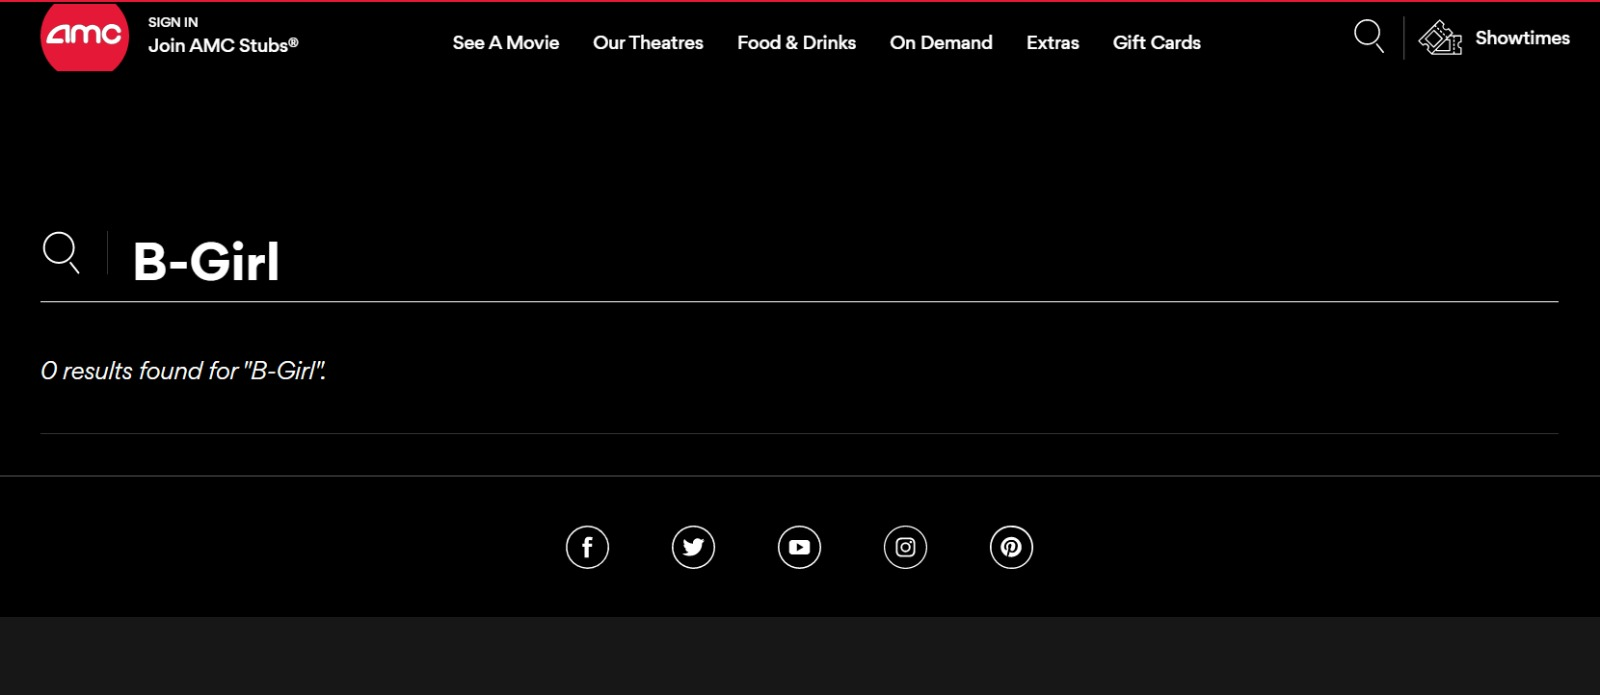 amc
SIGN IN
Join AMC Stubs®
See A Movie Our Theatres Food & Drinks On Demand Extras Gift Cards
Showtimes
B-Girl
0 results found for "B-Girl".